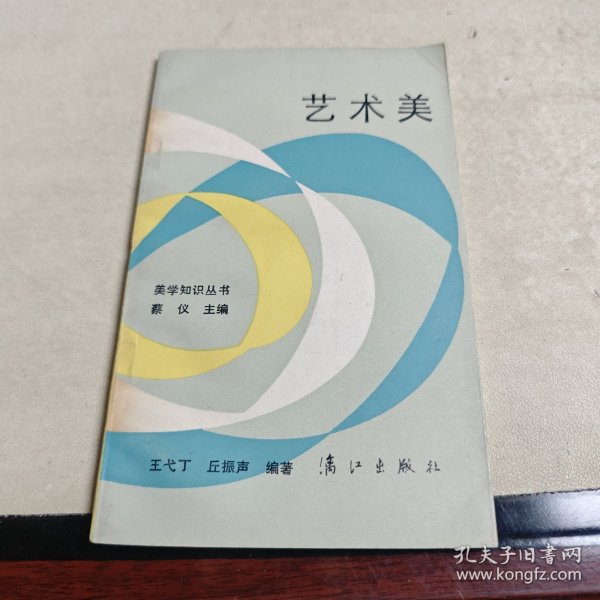 艺术美
美学知识丛书
蔡 仪 主编
王弋丁 丘振声 编著 漓江出版社
孔夫子旧书网
www.kongfz.com